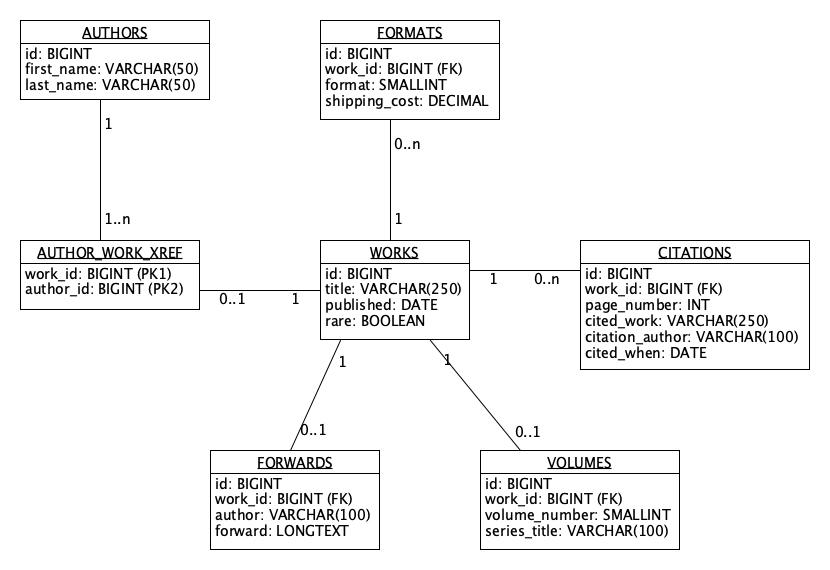 AUTHORS
id: BIGINT
first_name: VARCHAR(50)
last_name: VARCHAR(50)
FORMATS
id: BIGINT
work_id: BIGINT (FK)
format: SMALLINT
shipping_cost: DECIMAL
1
1..n
0..n
1
AUTHOR_WORK_XREF
work_id: BIGINT (PK1)
author_id: BIGINT (PK2)
0..1
1
WORKS
id: BIGINT
title: VARCHAR(250)
published: DATE
rare: BOOLEAN
1
0..n
CITATIONS
id: BIGINT
work_id: BIGINT (FK)
page_number: INT
cited_work: VARCHAR(250)
citation_author: VARCHAR(100)
cited_when: DATE
1
0..1
1
0..1
FORWARDS
id: BIGINT
work_id: BIGINT (FK)
author: VARCHAR(100)
forward: LONGTEXT
VOLUMES
id: BIGINT
work_id: BIGINT (FK)
volume_number: SMALLINT
series_title: VARCHAR(100)